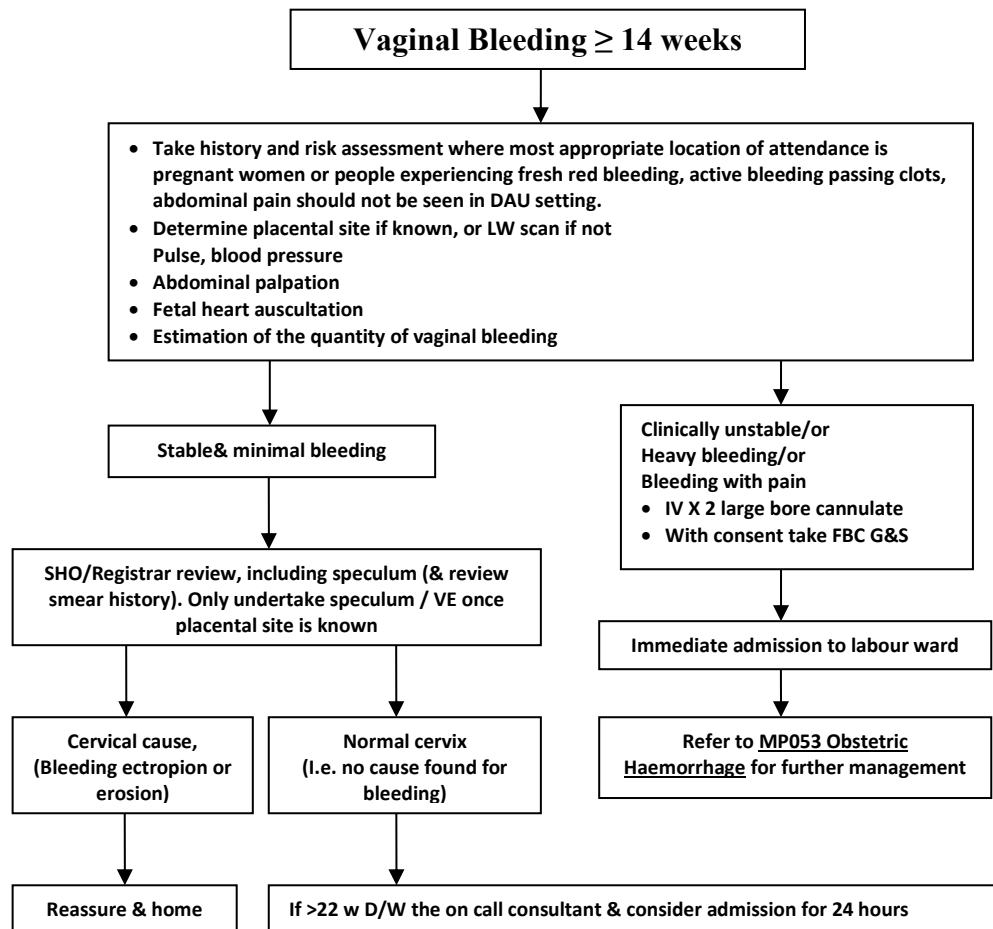 Vaginal Bleeding ≥ 14 weeks
• Take history and risk assessment where most appropriate location of attendance is
pregnant women or people experiencing fresh red bleeding, active bleeding passing clots,
abdominal pain should not be seen in DAU setting.
• Determine placental site if known, or LW scan if not
Pulse, blood pressure
• Abdominal palpation
• Fetal heart auscultation
• Estimation of the quantity of vaginal bleeding
Stable& minimal bleeding
SHO/Registrar review, including speculum (& review
smear history). Only undertake speculum / VE once
placental site is known
Cervical cause,
(Bleeding ectropion or
erosion)
Reassure & home
Normal cervix
(I.e. no cause found for
bleeding)
If >22 w D/W the on call consultant & consider admission for 24 hours
Clinically unstable/or
Heavy bleeding/or
Bleeding with pain
• IV X 2 large bore cannulate
• With consent take FBC G&S
Immediate admission to labour ward
Refer to MP053 Obstetric
Haemorrhage for further management